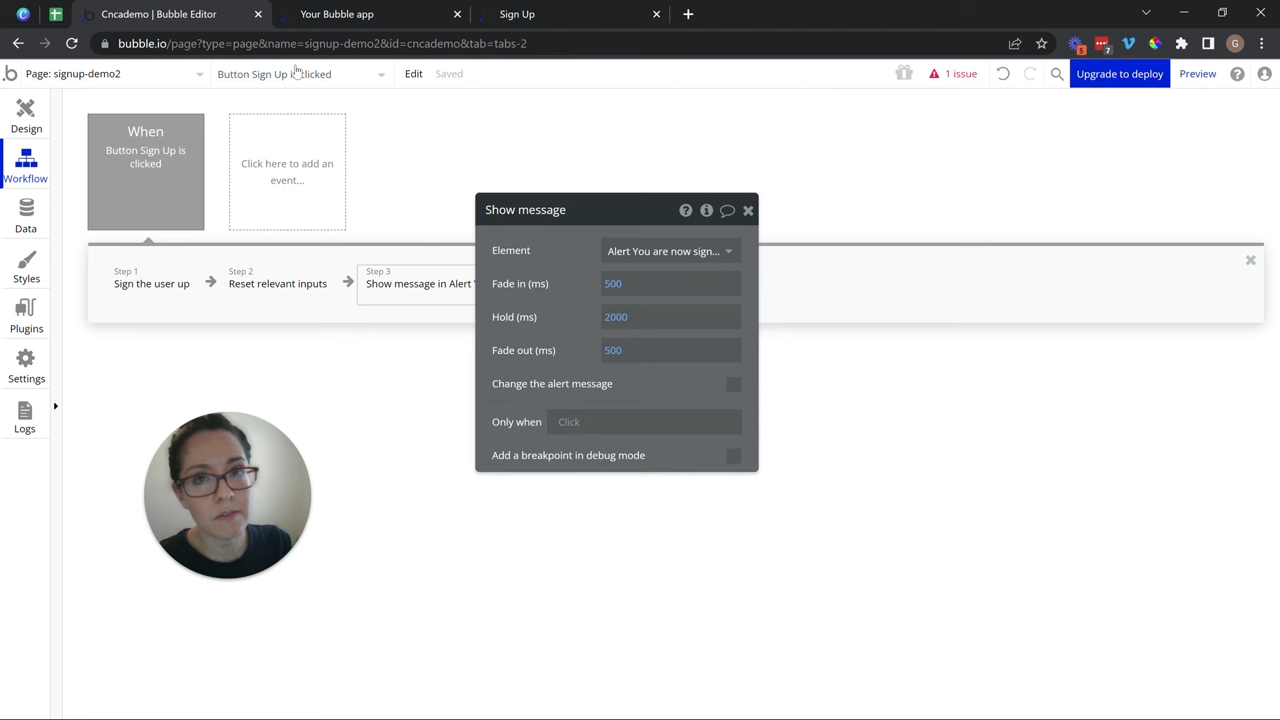 Cncademo | Bubble Editor
Your Bubble app
Sign Up
bubble.io/page?type=page&name=signup-demo2&id=cncademo&tab=tabs-2
5
7
G
b
Page: signup-demo2
Button Sign Up is clicked
Edit
Saved
1 issue
Upgrade to deploy
Preview
Design
Workflow
Data
Styles
Plugins
Settings
Logs
When
Button Sign Up is
clicked
Click here to add an
event...
Step 1
Sign the user up
Step 2
Reset relevant inputs
Step 3
Show message in Alert
Show message
Element
Alert You are now sign...
Fade in (ms)
500
Hold (ms)
2000
Fade out (ms)
500
Change the alert message
Only when
Click
Add a breakpoint in debug mode